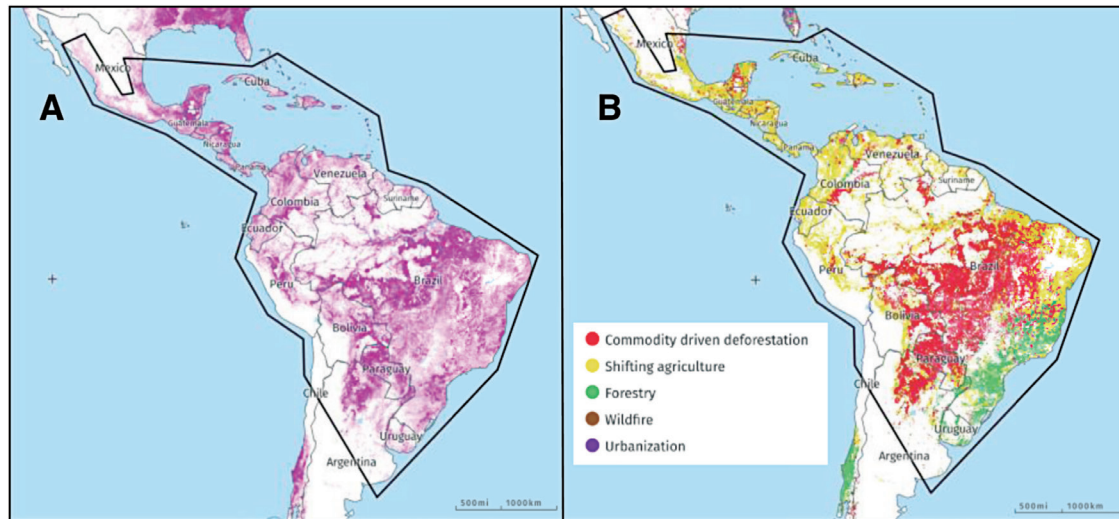 A
Mexico
Cuba
Guatemala
Nicaragua
Panama
Venezuela
Suriname
Colombia
Ecuador
Brazil
Peru
Bolivia
Paraguay
Chile
Uruguay
Argentina
500mi 1000km
B
Mexico
Cuba
Guatemala
Nicaragua
Panama
Venezuela
Suriname
Colombia
Ecuador
Brazil
Peru
Bolivia
Commodity driven deforestation
Shifting agriculture
Paraguay
Forestry
Chile
Wildfire
Uruguay
Urbanization
Argentina
500mi 1000km